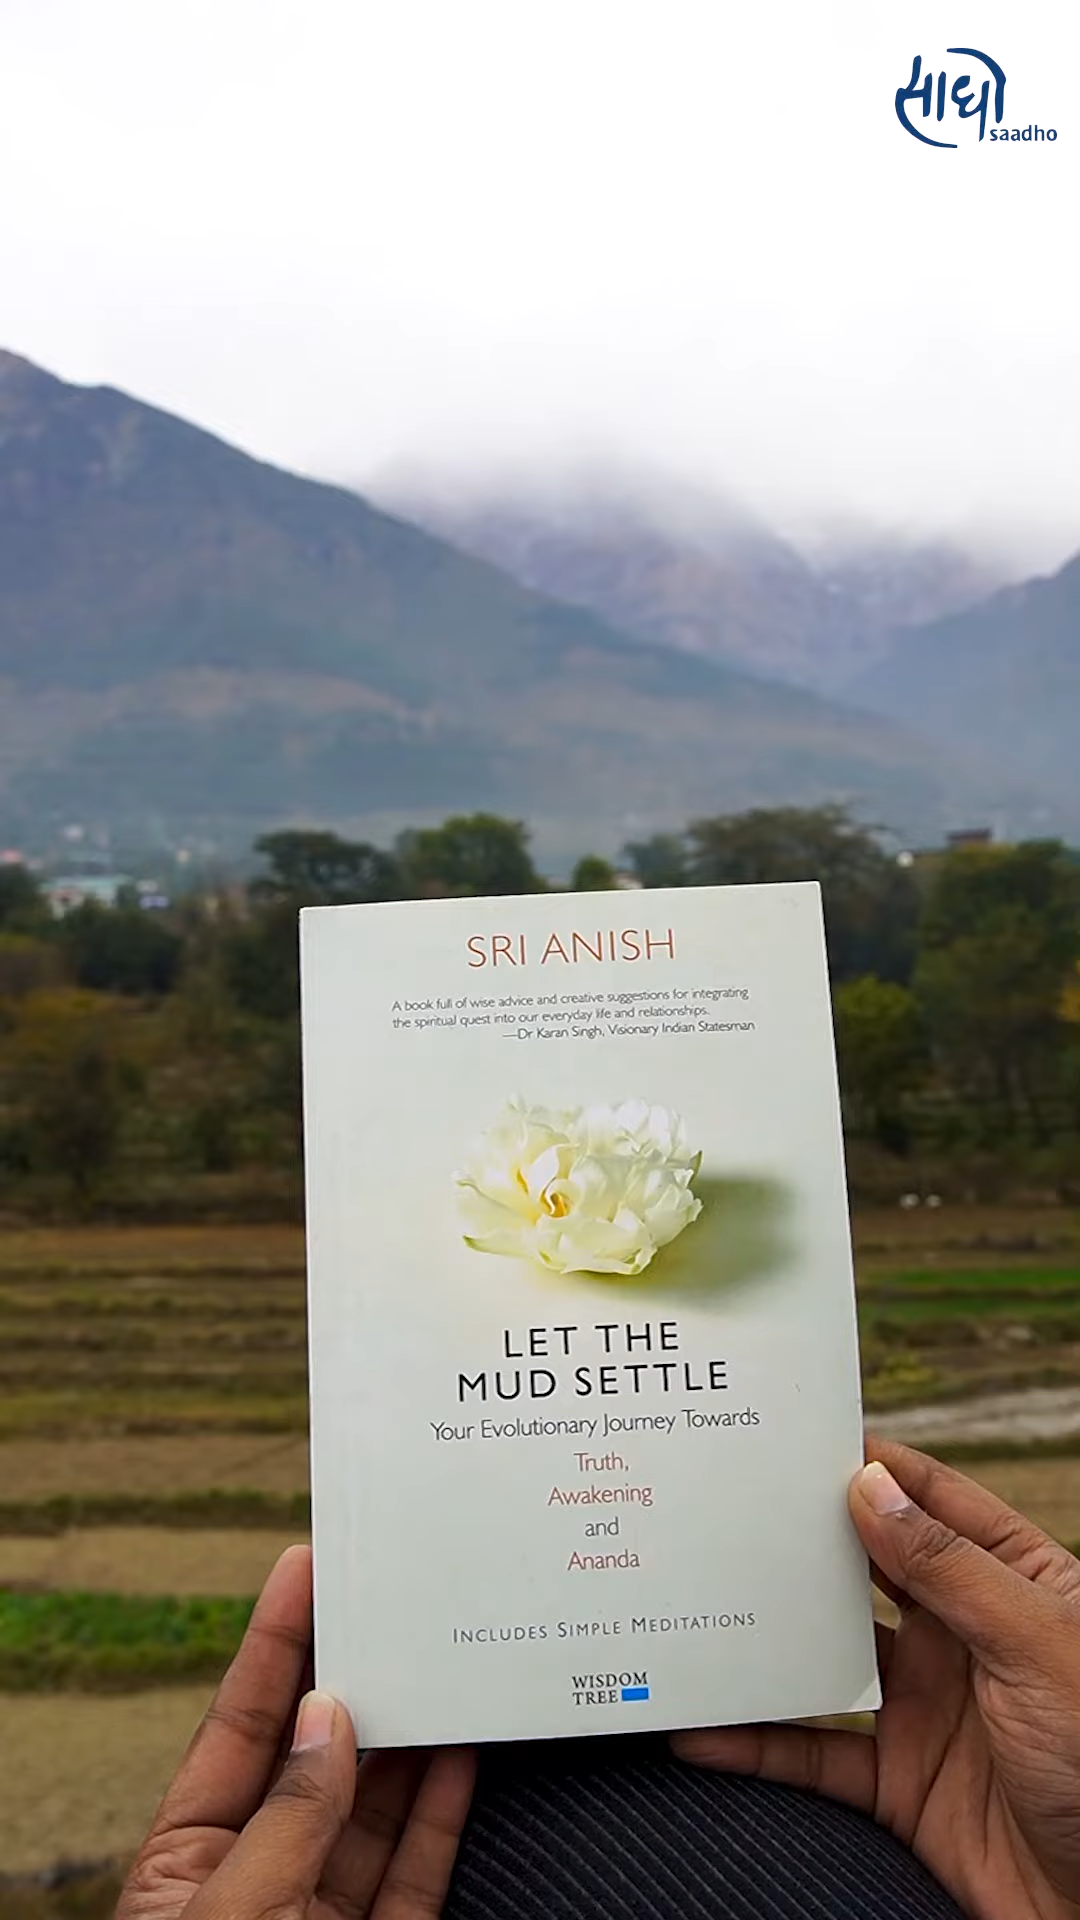 साधो
saadho
SRI ANISH
A book full of wise advice and creative suggestions for integrating
the spiritual quest into our everyday life and relationships.
—Dr Karan Singh, Visionary Indian Statesman
LET THE
MUD SETTLE
Your Evolutionary Journey Towards
Truth,
Awakening
and
Ananda
INCLUDES SIMPLE MEDITATIONS
WISDOM
TREE